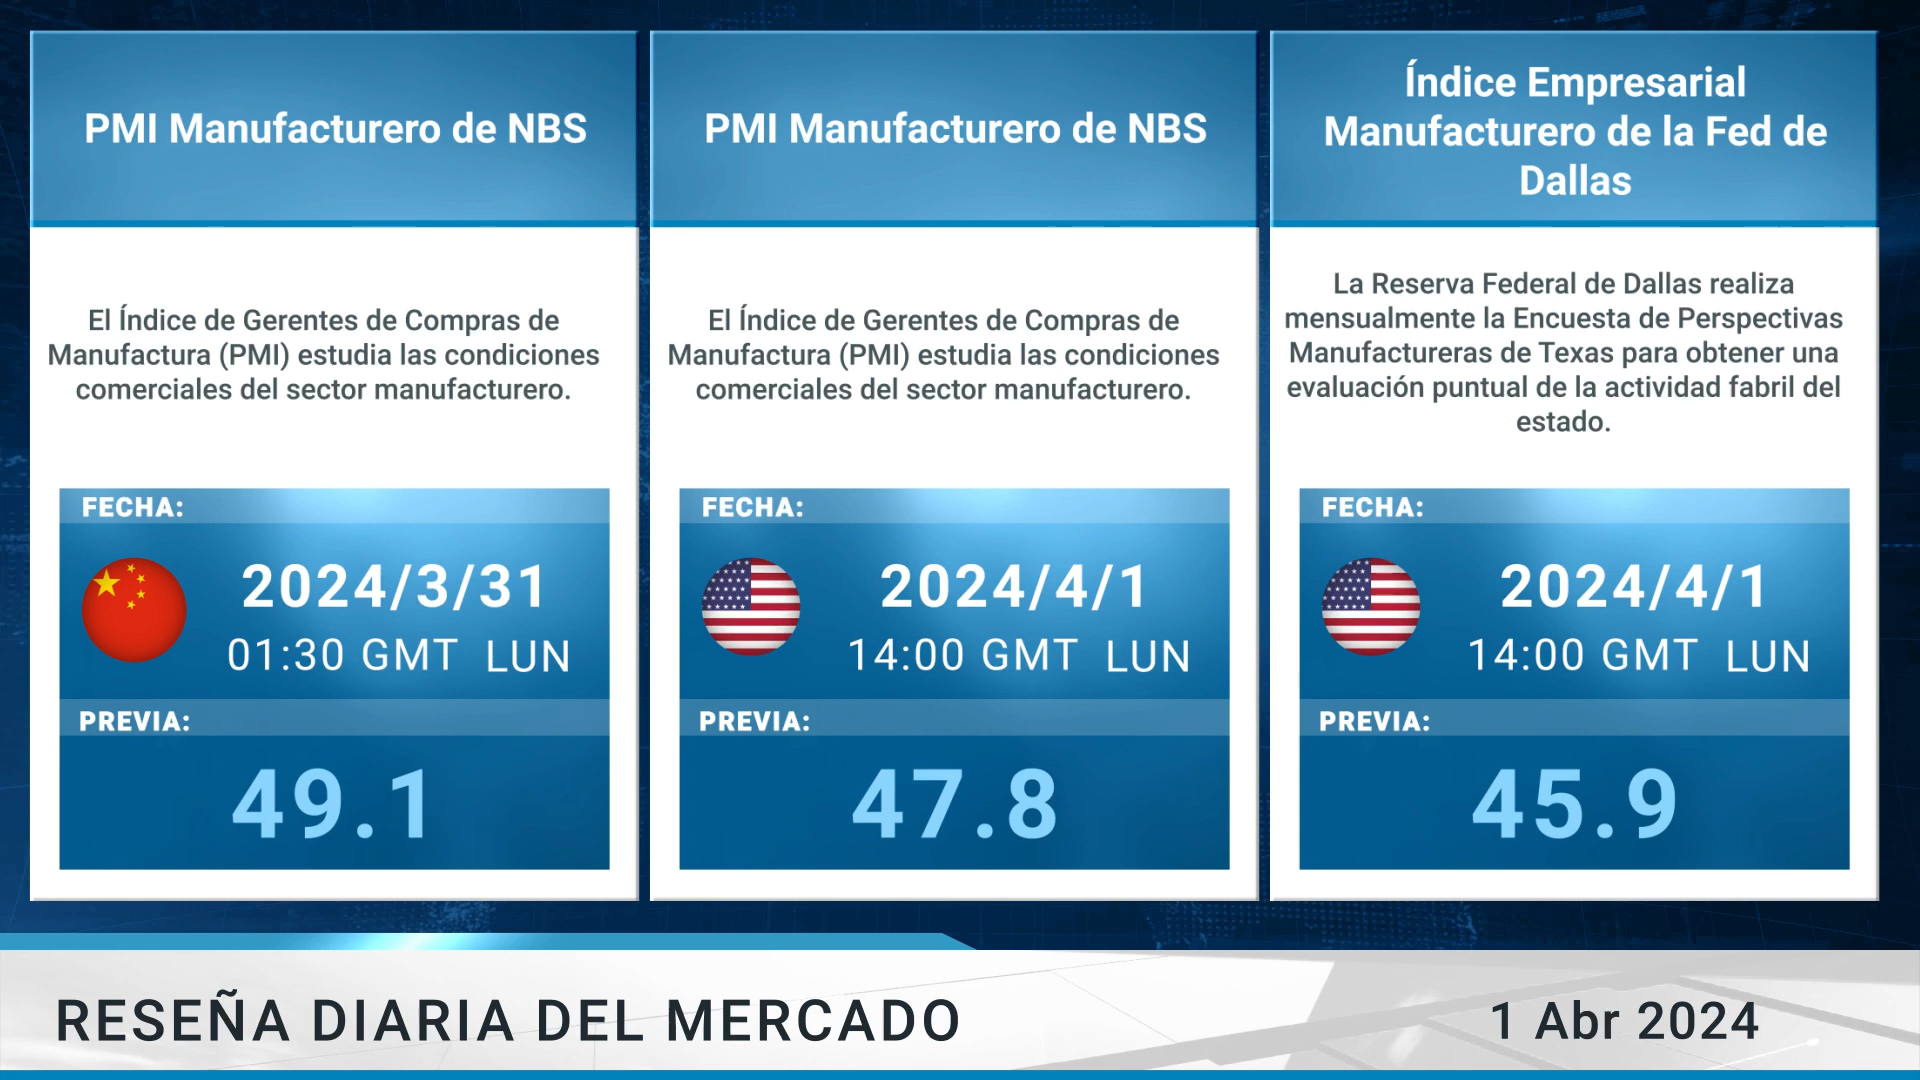 PMI Manufacturero de NBS
El Índice de Gerentes de Compras de
Manufactura (PMI) estudia las condiciones
comerciales del sector manufacturero.
FECHA:
2024/3/31
01:30 GMT LUN
PREVIA:
49.1
PMI Manufacturero de NBS
El Índice de Gerentes de Compras de
Manufactura (PMI) estudia las condiciones
comerciales del sector manufacturero.
FECHA:
2024/4/1
14:00 GMT LUN
PREVIA:
47.8
Índice Empresarial
Manufacturero de la Fed de
Dallas
La Reserva Federal de Dallas realiza
mensualmente la Encuesta de Perspectivas
Manufactureras de Texas para obtener una
evaluación puntual de la actividad fabril del
estado.
FECHA:
2024/4/1
14:00 GMT LUN
PREVIA:
45.9
RESEÑA DIARIA DEL MERCADO
1 Abr 2024